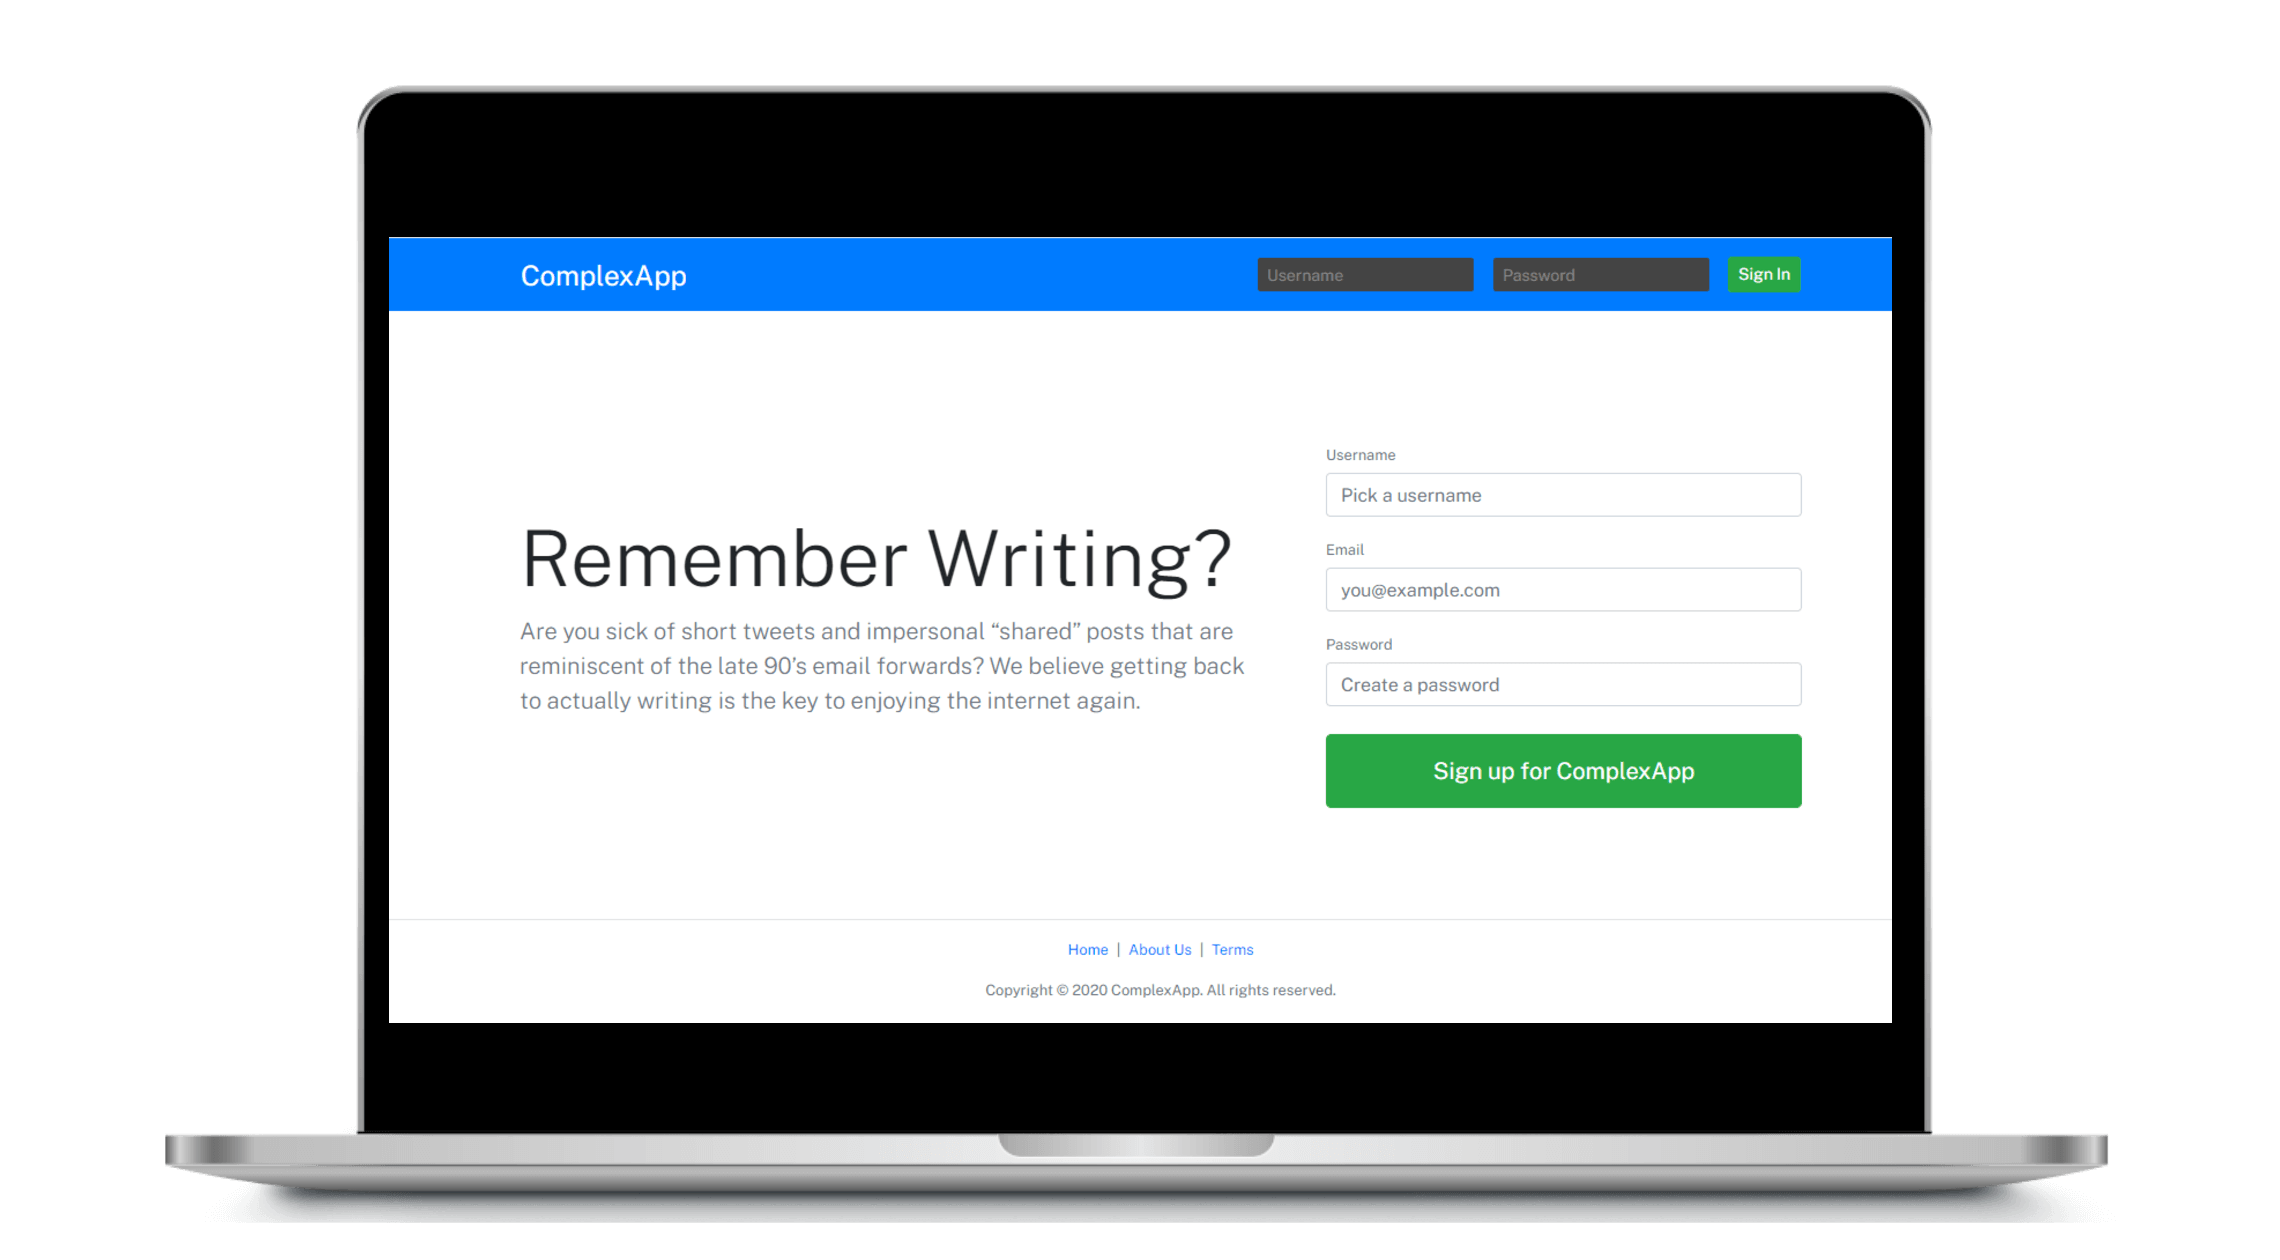 ComplexApp
Username
Password
Sign In
Remember Writing?
Are you sick of short tweets and impersonal “shared” posts that are
reminiscent of the late 90’s email forwards? We believe getting back
to actually writing is the key to enjoying the internet again.
Username
Pick a username
Email
you@example.com
Password
Create a password
Sign up for ComplexApp
Home | About Us | Terms
Copyright © 2020 ComplexApp. All rights reserved.